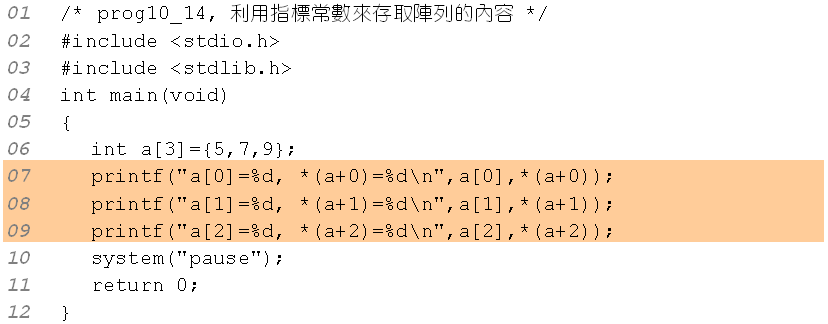 01 /* prog10_14, 利用指標常數來存取陣列的內容 */
02 #include <stdio.h>
03 #include <stdlib.h>
04 int main(void)
05 {
06 int a[3]={5,7,9};
07 printf("a[0]=%d, *(a+0)=%d\n",a[0],*(a+0));
08 printf("a[1]=%d, *(a+1)=%d\n",a[1],*(a+1));
09 printf("a[2]=%d, *(a+2)=%d\n",a[2],*(a+2));
10 system("pause");
11 return 0;
12 }